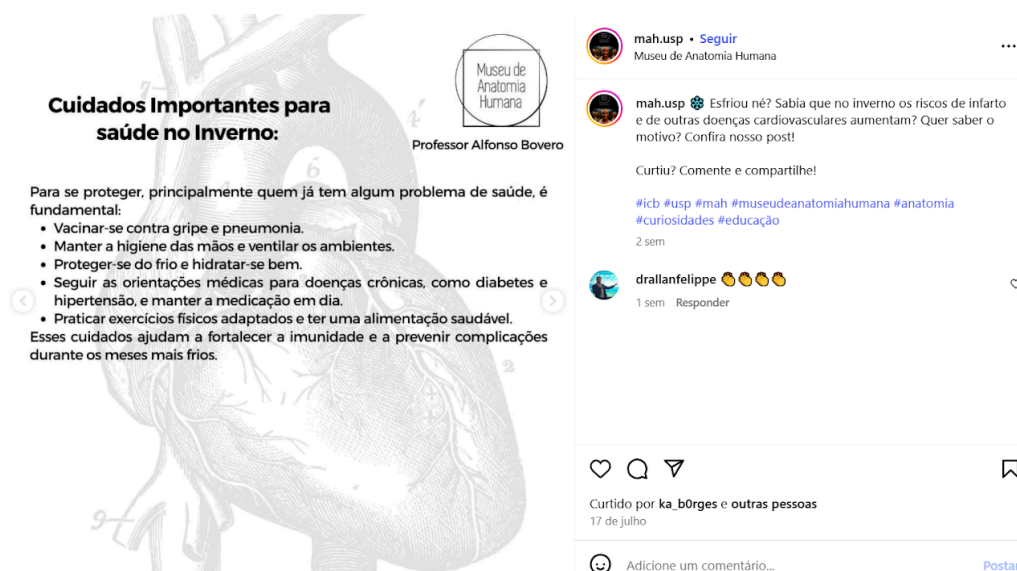 Museu de
Anatomia
Humana
Professor Alfonso Bovero
Cuidados Importantes para
saúde no Inverno:
Para se proteger, principalmente quem já tem algum problema de saúde, é
fundamental:
• Vacinar-se contra gripe e pneumonia.
• Manter a higiene das mãos e ventilar os ambientes.
• Proteger-se do frio e hidratar-se bem.
• Seguir as orientações médicas para doenças crônicas, como diabetes e
hipertensão, e manter a medicação em dia.
• Praticar exercícios físicos adaptados e ter uma alimentação saudável.
Esses cuidados ajudam a fortalecer a imunidade e a prevenir complicações
durante os meses mais frios.
6
2
9
mah.usp • Seguir
Museu de Anatomia Humana
mah.usp Esfriou né? Sabia que no inverno os riscos de infarto
e de outras doenças cardiovasculares aumentam? Quer saber o
motivo? Confira nosso post!
Curtiu? Comente e compartilhe!
#icb #usp #mah #museudeanatomiahumana #anatomia
#curiosidades #educação
2 sem
drallanfelippe 👏👏👏👏
1 sem Responder
Curtido por ka_b0rges e outras pessoas
17 de julho
Adicione um comentário...
Postar